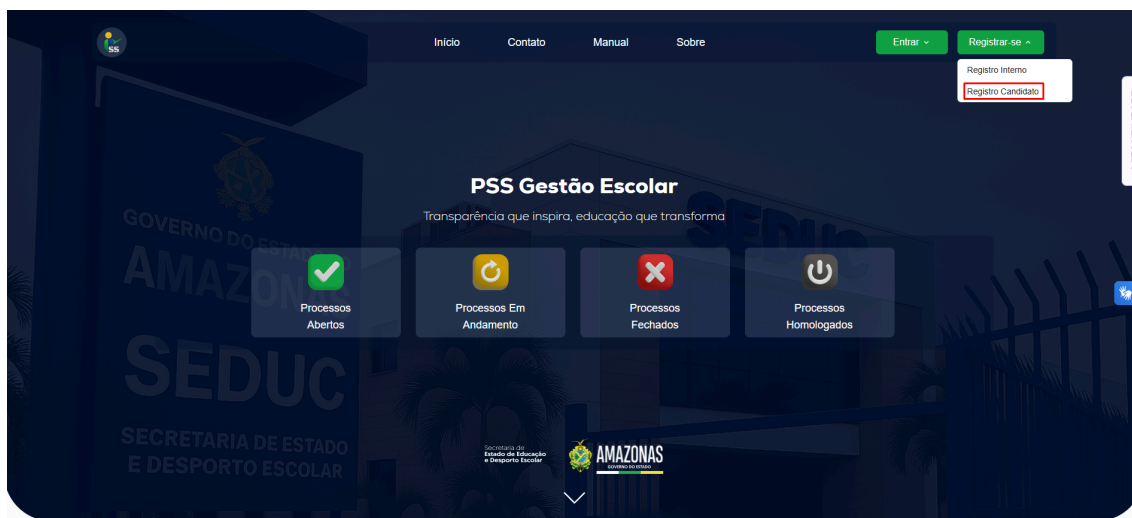 SS
Início
Contato
Manual
Sobre
Entrar
Registrar-se
Registro Interno
Registro Candidato
PSS Gestão Escolar
Transparência que inspira, educação que transforma
Processos
Abertos
Processos Em
Andamento
Processos
Fechados
Processos
Homologados
GOVERNO DO ESTADO
AMAZONAS
SEDUC
SECRETARIA DE ESTADO
E DESPORTO ESCOLAR
SEDUC
Secretaria de
Estado de Educação
e Desporto Escolar
AMAZONAS
GOVERNO DO ESTADO